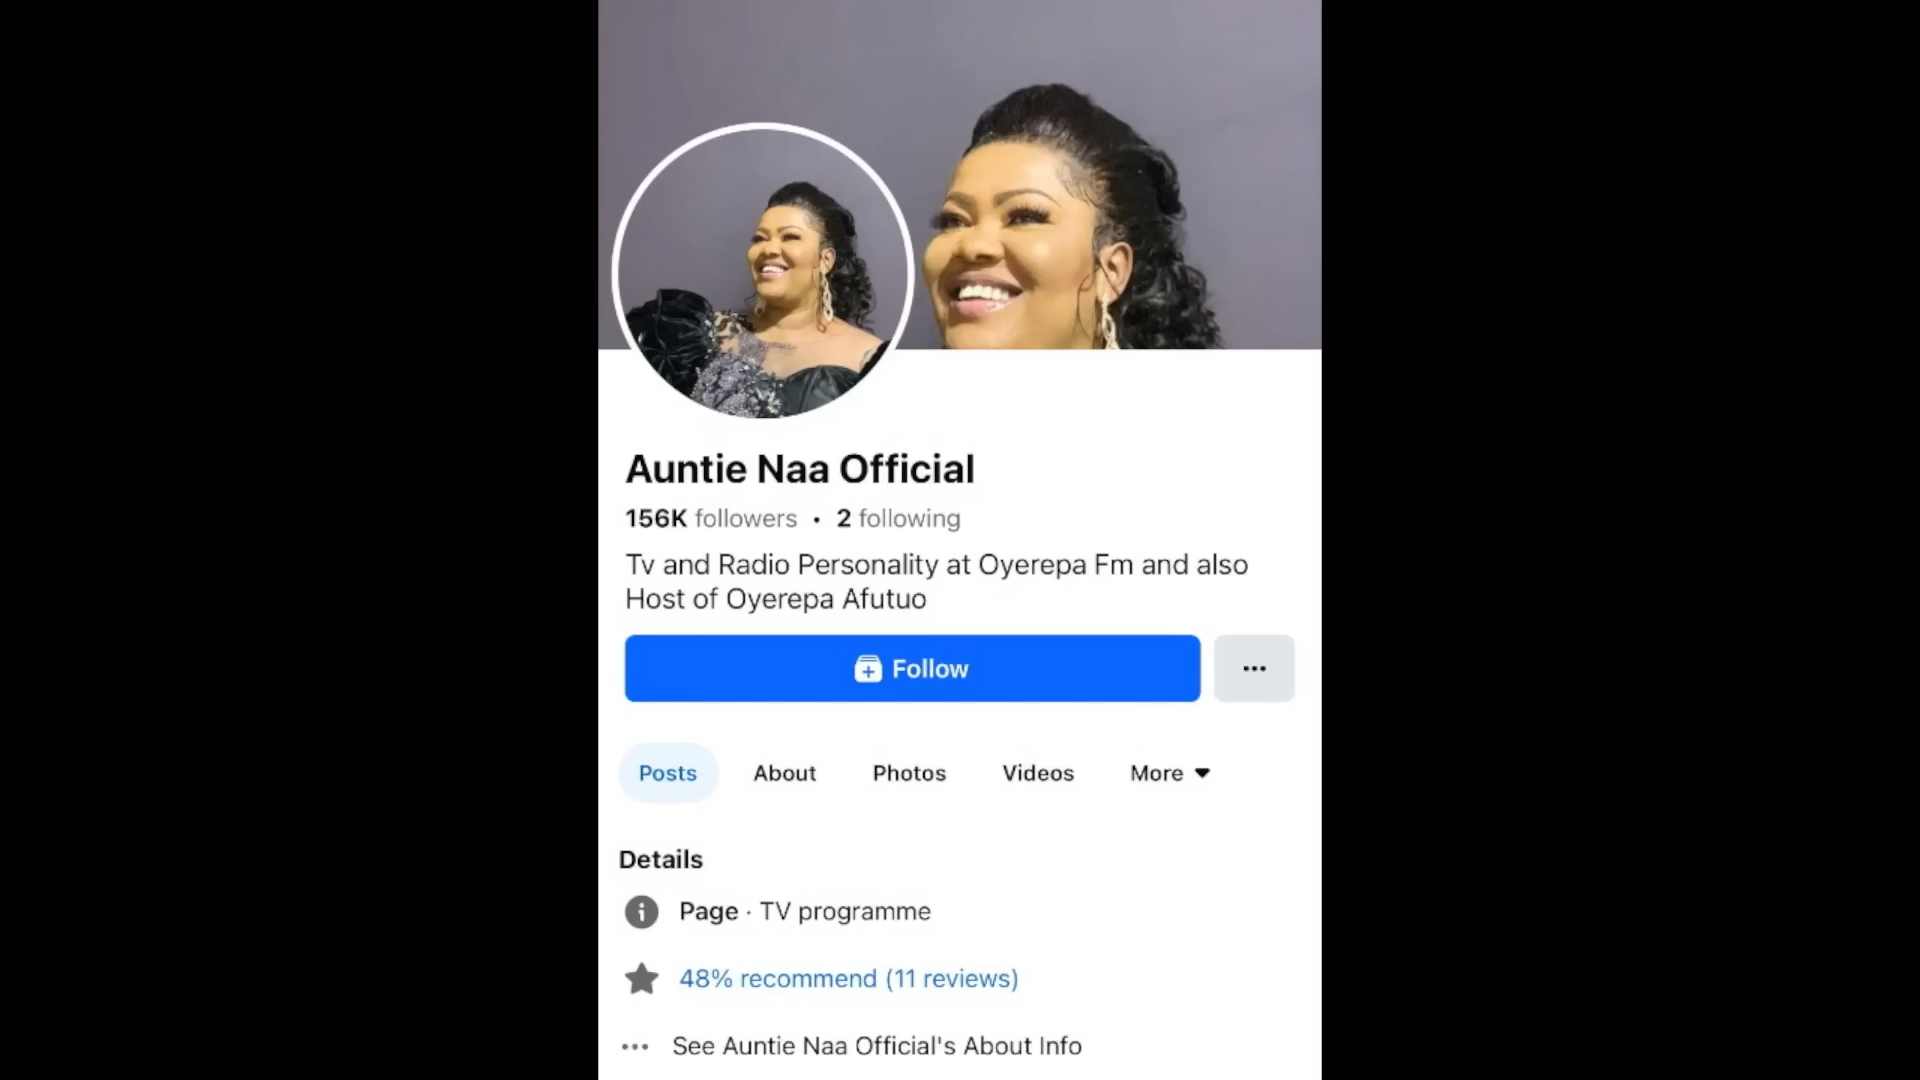 Auntie Naa Official
156K followers · 2 following
Tv and Radio Personality at Oyerepa Fm and also
Host of Oyerepa Afutuo
Follow
Posts About Photos Videos More
Details
Page · TV programme
48% recommend (11 reviews)
See Auntie Naa Official's About Info